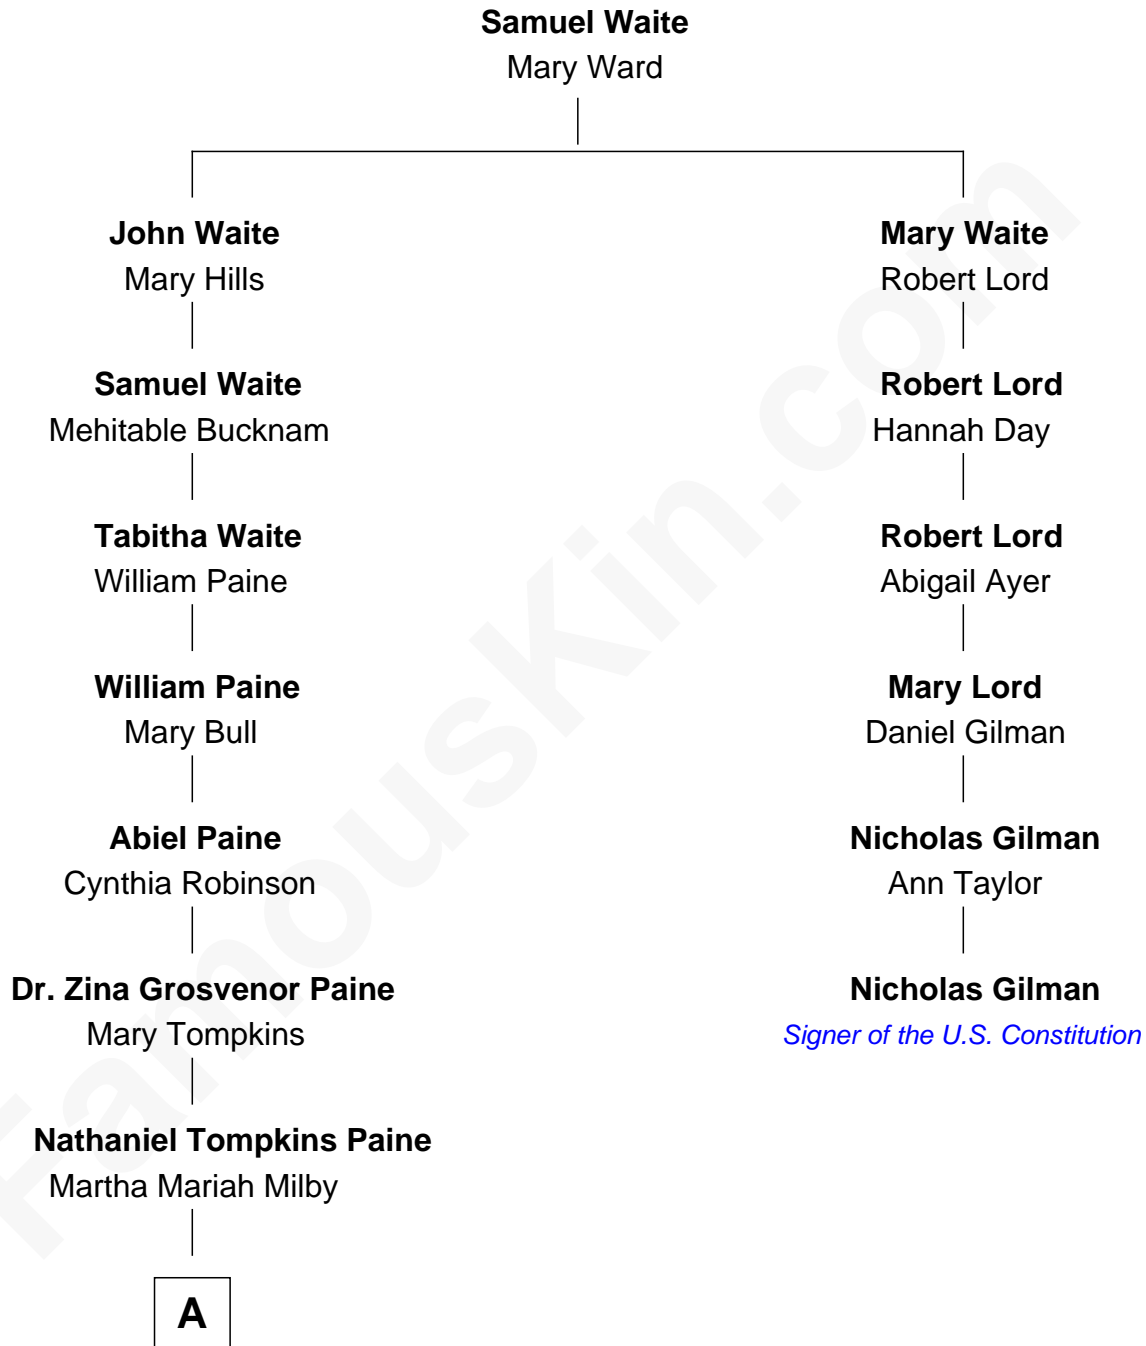 Samuel Waite
Mary Ward
John Waite
Mary Hills
Mary Waite
Robert Lord
Samuel Waite
Mehitable Bucknam
Robert Lord
Hannah Day
Tabitha Waite
William Paine
Robert Lord
Abigail Ayer
William Paine
Mary Bull
Mary Lord
Daniel Gilman
Abiel Paine
Cynthia Robinson
Nicholas Gilman
Ann Taylor
Dr. Zina Grosvenor Paine
Mary Tompkins
Nicholas Gilman
Signer of the U.S. Constitution
Nathaniel Tompkins Paine
Martha Mariah Milby
A
FamousKin.com